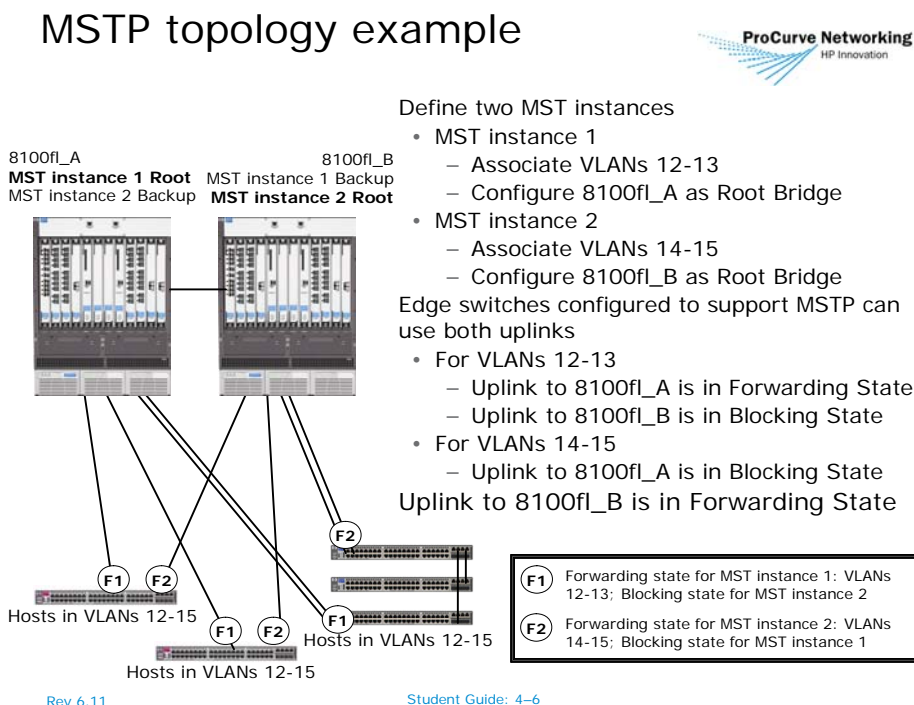 MSTP topology example
ProCurve Networking
HP Innovation
8100fl_A
MST instance 1 Root
MST instance 2 Backup
8100fl_B
MST instance 1 Backup
MST instance 2 Root
Define two MST instances
• MST instance 1
– Associate VLANs 12-13
– Configure 8100fl_A as Root Bridge
• MST instance 2
– Associate VLANs 14-15
– Configure 8100fl_B as Root Bridge
Edge switches configured to support MSTP can
use both uplinks
• For VLANs 12-13
– Uplink to 8100fl_A is in Forwarding State
– Uplink to 8100fl_B is in Blocking State
• For VLANs 14-15
– Uplink to 8100fl_A is in Blocking State
Uplink to 8100fl_B is in Forwarding State
F2
F1
F2
Hosts in VLANs 12-15
F1
F2
Hosts in VLANs 12-15
F1
Hosts in VLANs 12-15
F1
Forwarding state for MST instance 1: VLANs
12-13; Blocking state for MST instance 2
F2
Forwarding state for MST instance 2: VLANs
14-15; Blocking state for MST instance 1
Rev 6.11
Student Guide: 4–6